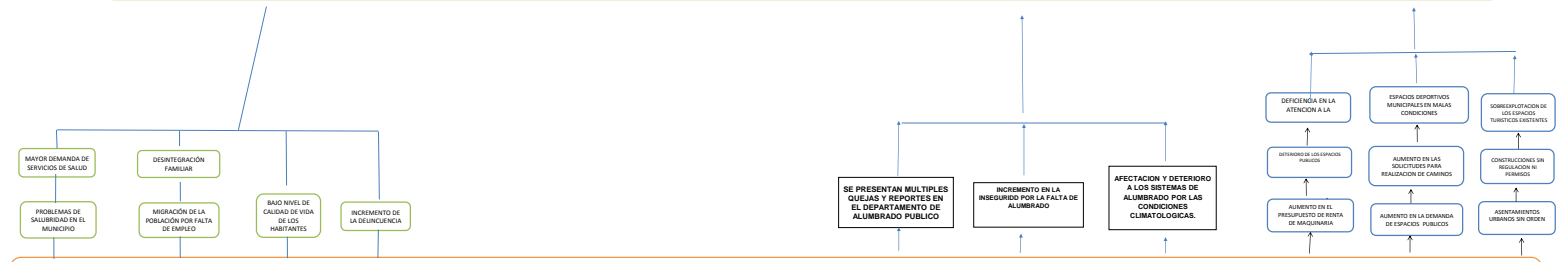 MAYOR DEMANDA DE
SERVICIOS DE SALUD
DESINTEGRACIÓN
FAMILIAR
PROBLEMAS DE
SALUBRIDAD EN EL
MUNICIPIO
MIGRACIÓN DE LA
POBLACIÓN POR FALTA
DE EMPLEO
BAJO NIVEL DE
CALIDAD DE VIDA
DE LOS
HABITANTES
INCREMENTO DE
LA DELINCUENCIA
SE PRESENTAN MULTIPLES
QUEJAS Y REPORTES EN
EL DEPARTAMENTO DE
ALUMBRADO PUBLICO
INCREMENTO EN LA
INSEGURIDD POR LA FALTA DE
ALUMBRADO
AFECTACION Y DETERIORO
A LOS SISTEMAS DE
ALUMBRADO POR LAS
CONDICIONES
CLIMATOLOGICAS.
DEFICIENCIA EN LA
ATENCION A LA
DETERIORO DE LOS ESPACIOS
PUBLICOS
AUMENTO EN EL
PRESUPUESTO DE RENTA
DE MAQUINARIA
ESPACIOS DEPORTIVOS
MUNICIPALES EN MALAS
CONDICIONES
AUMENTO EN LAS
SOLICITUDES PARA
REALIZACION DE CAMINOS
AUMENTO EN LA DEMANDA
DE ESPACIOS PUBLICOS
SOBREEXPLOTACION DE
LOS ESPACIOS
TURISTICOS EXISTENTES
CONSTRUCCIONES SIN
REGULACION NI
PERMISOS
ASENTAMIENTOS
URBANOS SIN ORDEN